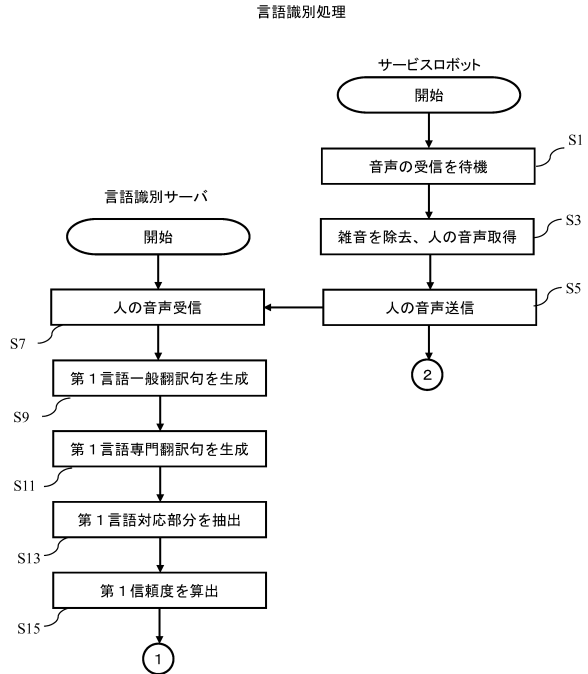 言語識別処理
サービスロボット
開始
S1
音声の受信を待機
言語識別サーバ
S3
開始
雑音を除去、人の音声取得
S5
人の音声受信
人の音声送信
S7
2
第1言語一般翻訳句を生成
S9
第1言語専門翻訳句を生成
S11
第1言語対応部分を抽出
S13
第1信頼度を算出
S15
1